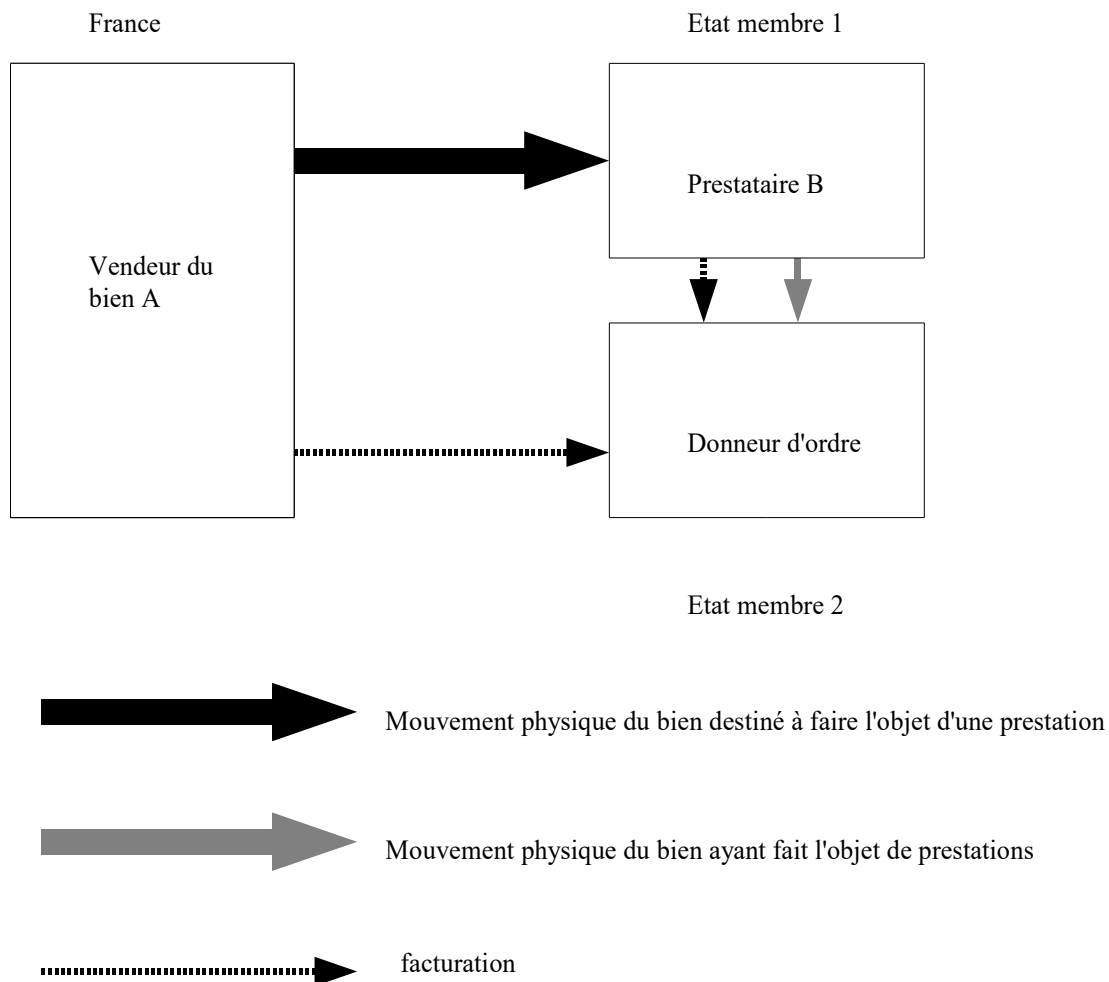 France
Etat membre 1
Prestataire B
Vendeur du
bien A
Donneur d'ordre
Etat membre 2
Mouvement physique du bien destiné à faire l'objet d'une prestation
Mouvement physique du bien ayant fait l'objet de prestations
facturation